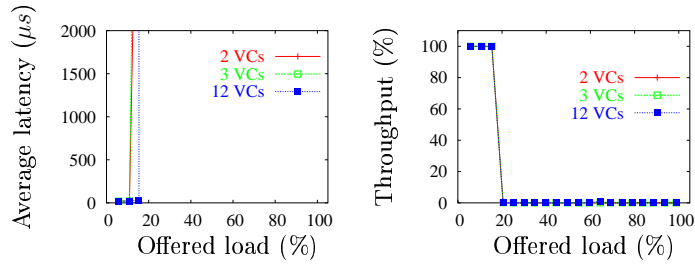 Average latency (μs)
2000
1500
1000
500
0
0
20
40
60
80
100
Offered load (%)
2 VCs
3 VCs
12 VCs
Throughput (%)
100
80
60
40
20
0
0
20
40
60
80
100
Offered load (%)
2 VCs
3 VCs
12 VCs